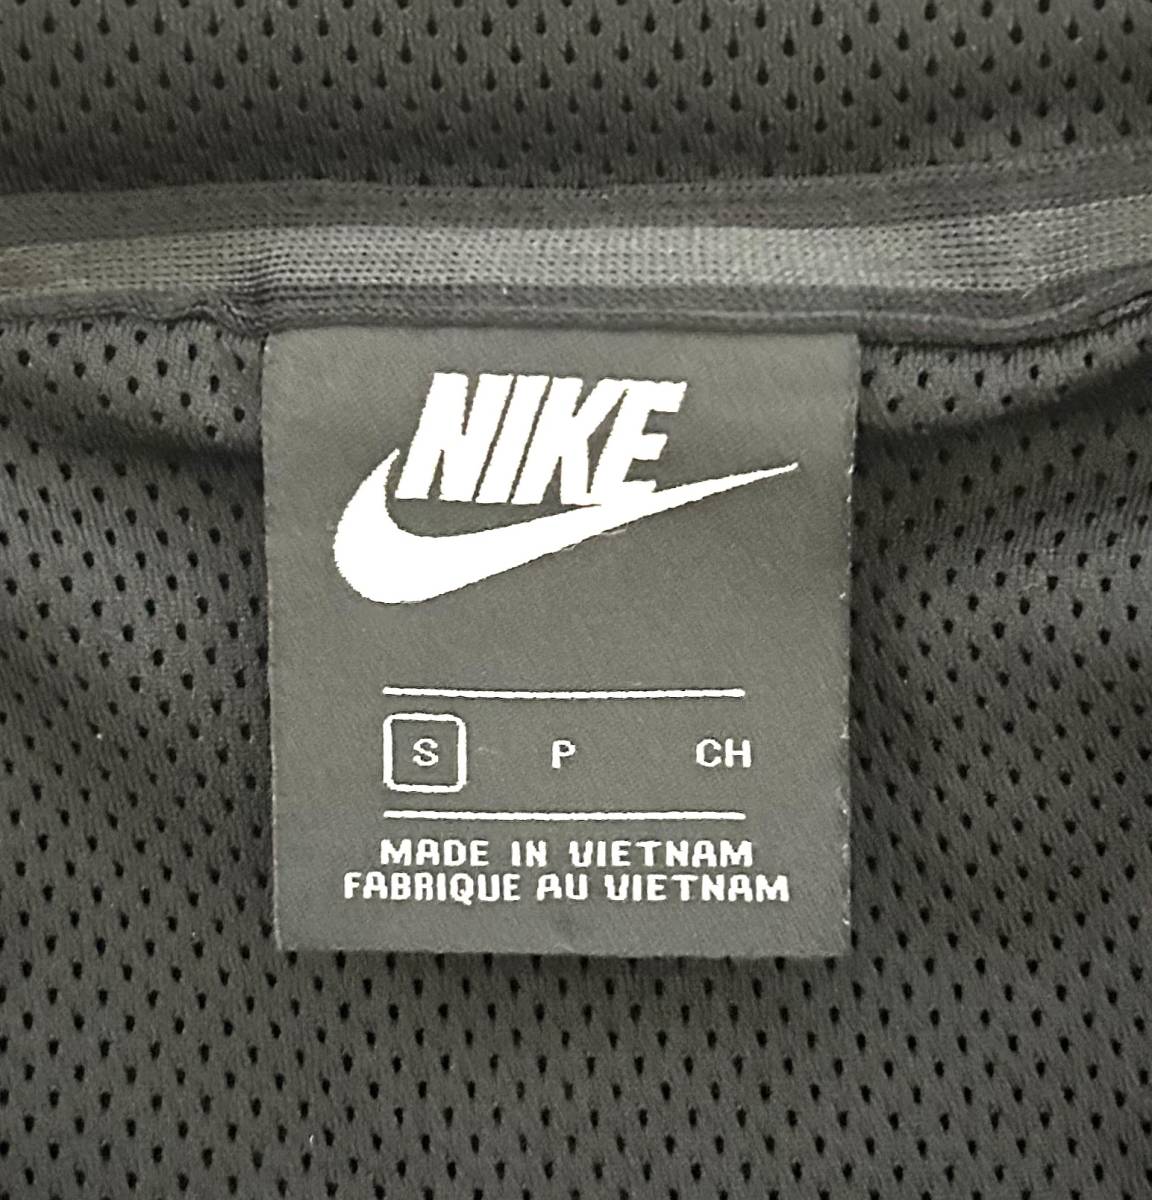 NIKE
S P CH
MADE IN VIETNAM
FABRIQUE AU VIETNAM